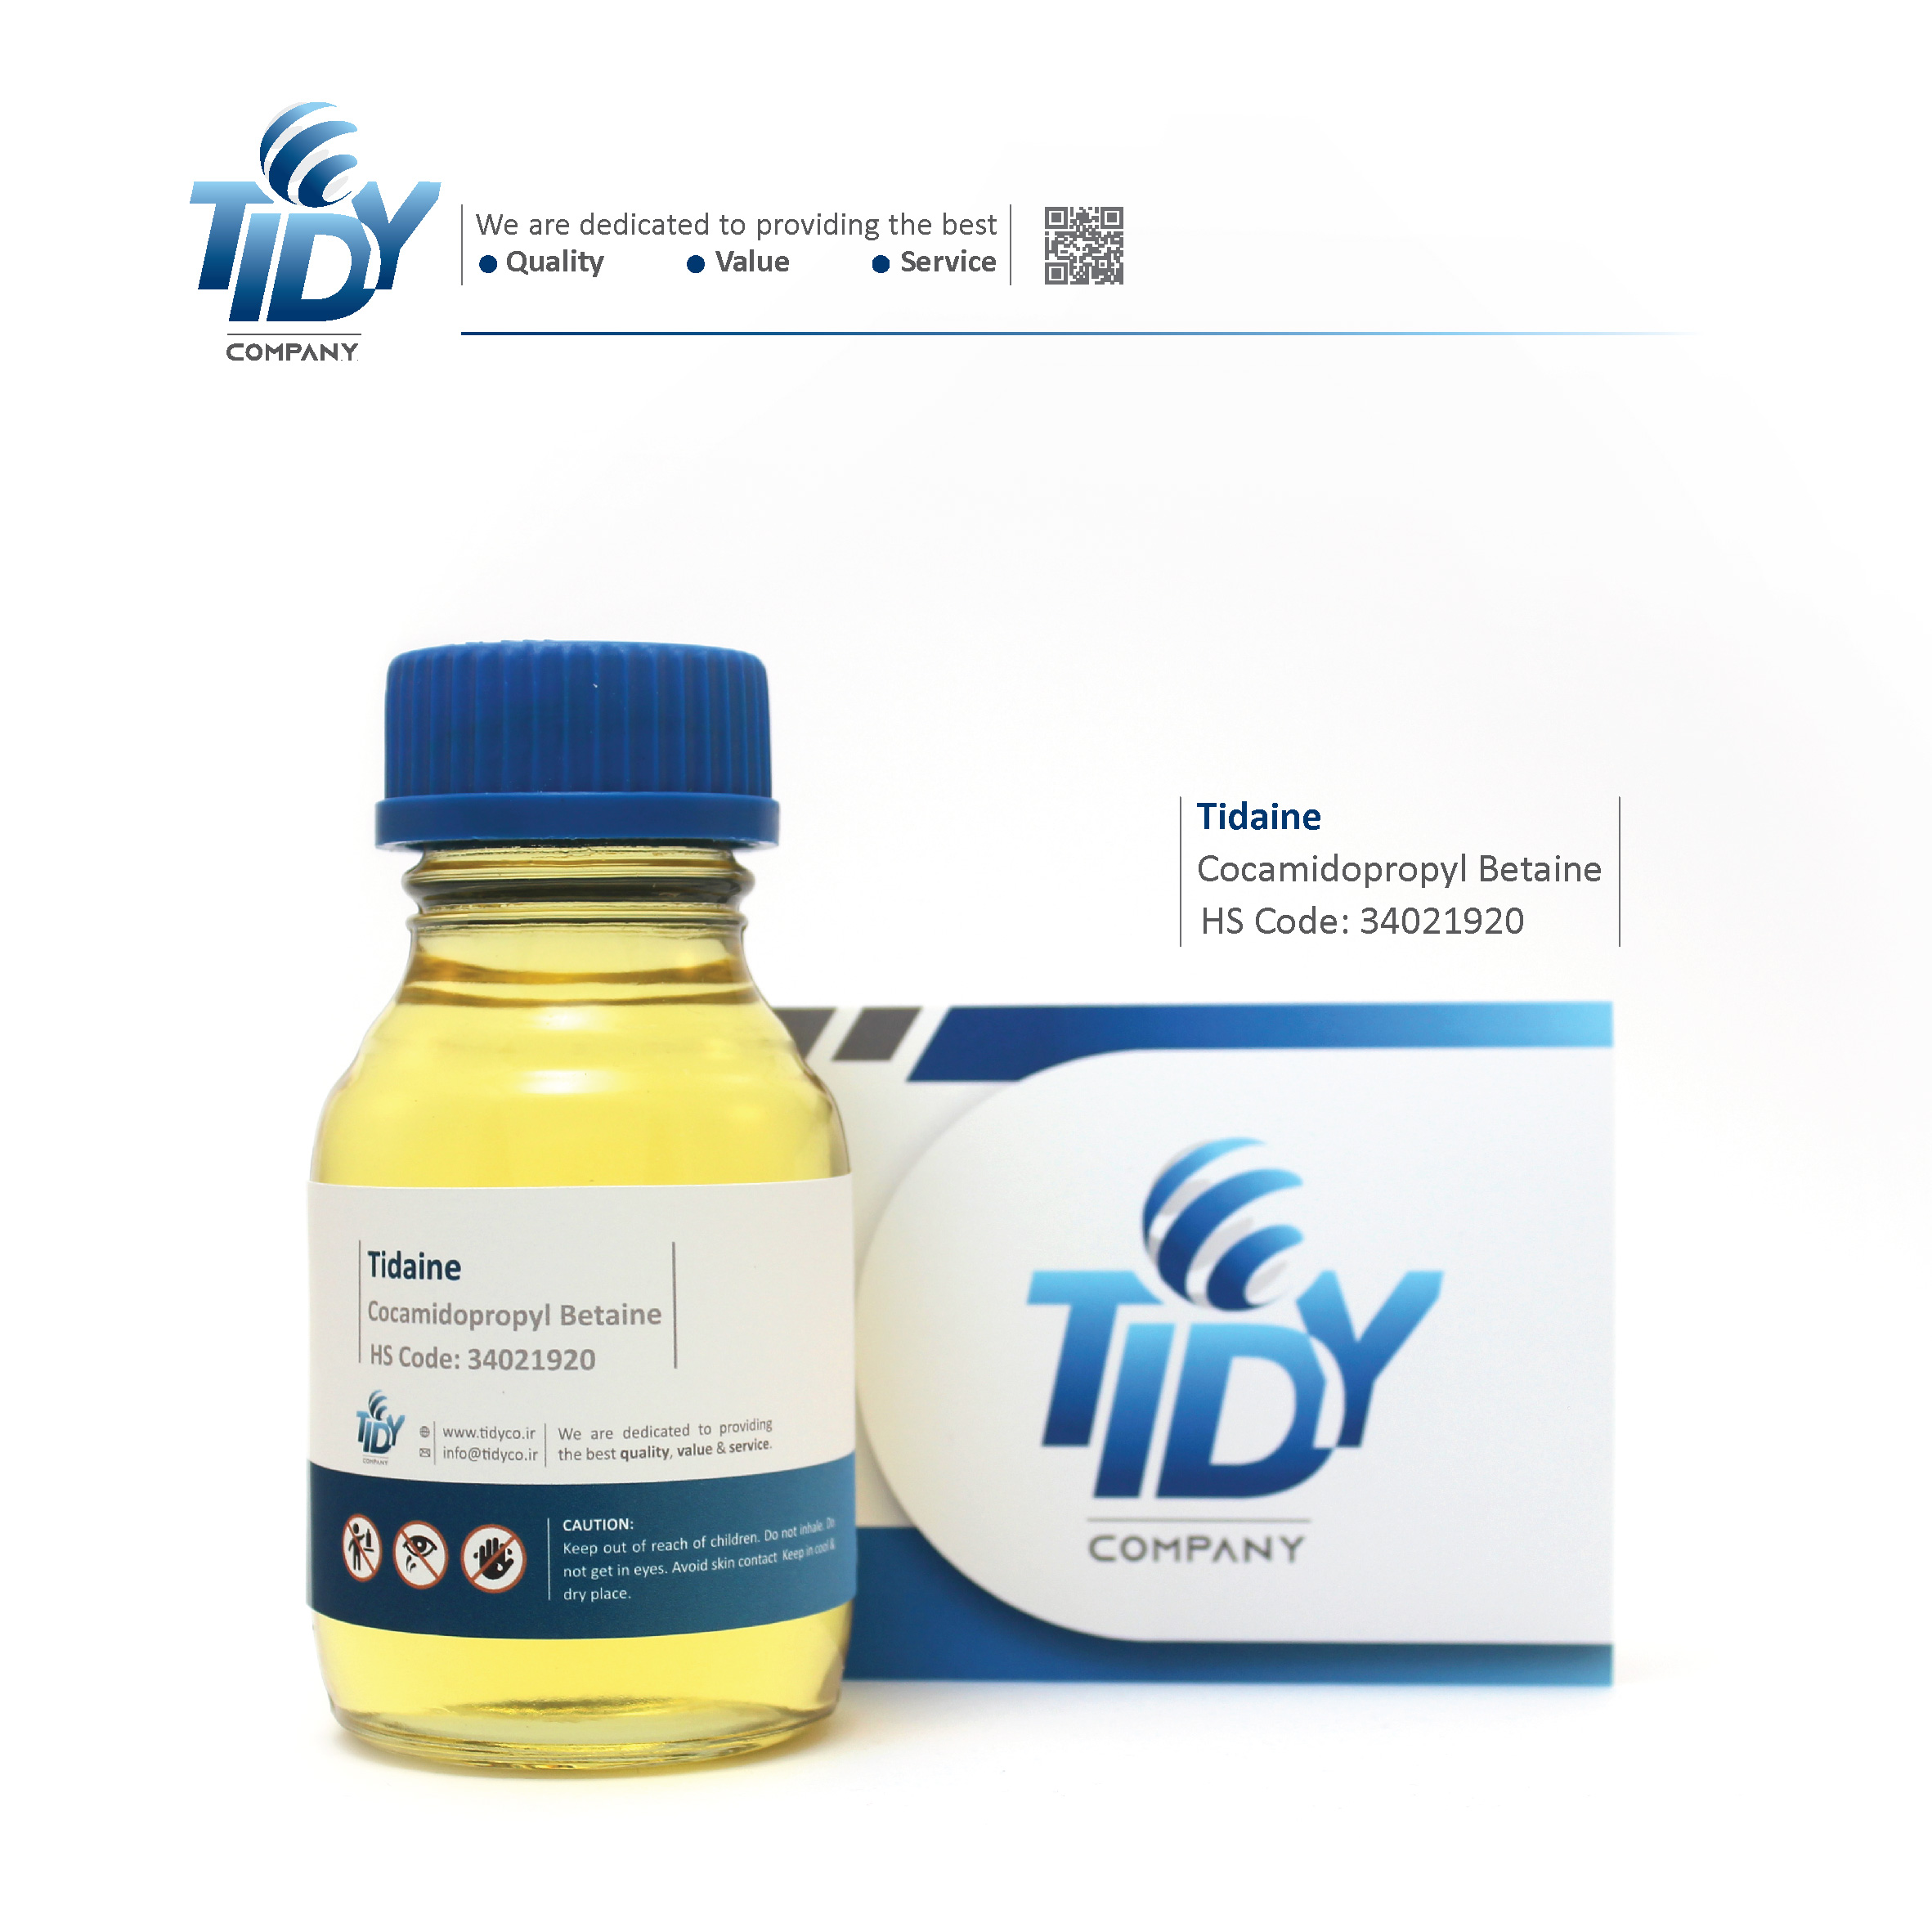 TIDY
COMPANY
We are dedicated to providing the best
● Quality ● Value ● Service
Tidaine
Cocamidopropyl Betaine
HS Code: 34021920
Tidaine
Cocamidopropyl Betaine
HS Code: 34021920
TIDY
COMPANY
www.tidyco.ir
info@tidyco.ir
We are dedicated to providing
the best quality, value & service.
CAUTION:
Keep out of reach of children. Do not inhale. Do
not get in eyes. Avoid skin contact Keep in cool &
dry place.
TIDY
COMPANY